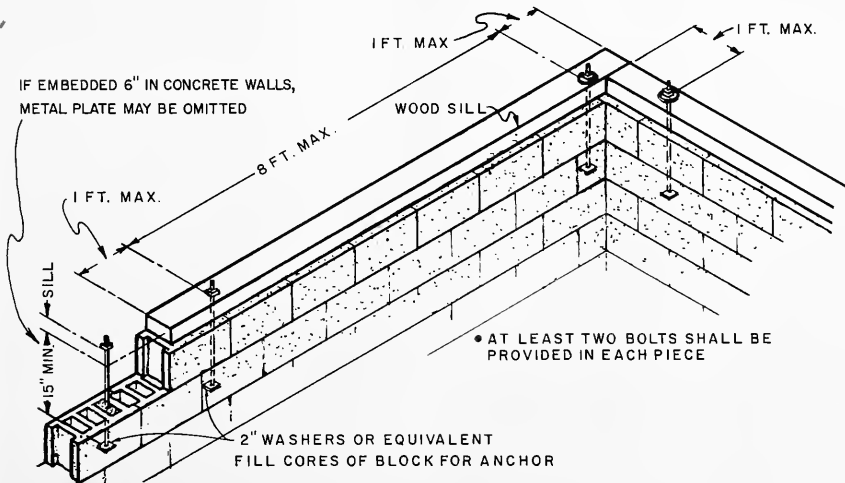 1 FT. MAX
1 FT. MAX.
IF EMBEDDED 6" IN CONCRETE WALLS,
METAL PLATE MAY BE OMITTED
WOOD SILL
8 FT. MAX.
1 FT. MAX.
SILL
15" MIN
• AT LEAST TWO BOLTS SHALL BE
PROVIDED IN EACH PIECE
2" WASHERS OR EQUIVALENT
FILL CORES OF BLOCK FOR ANCHOR